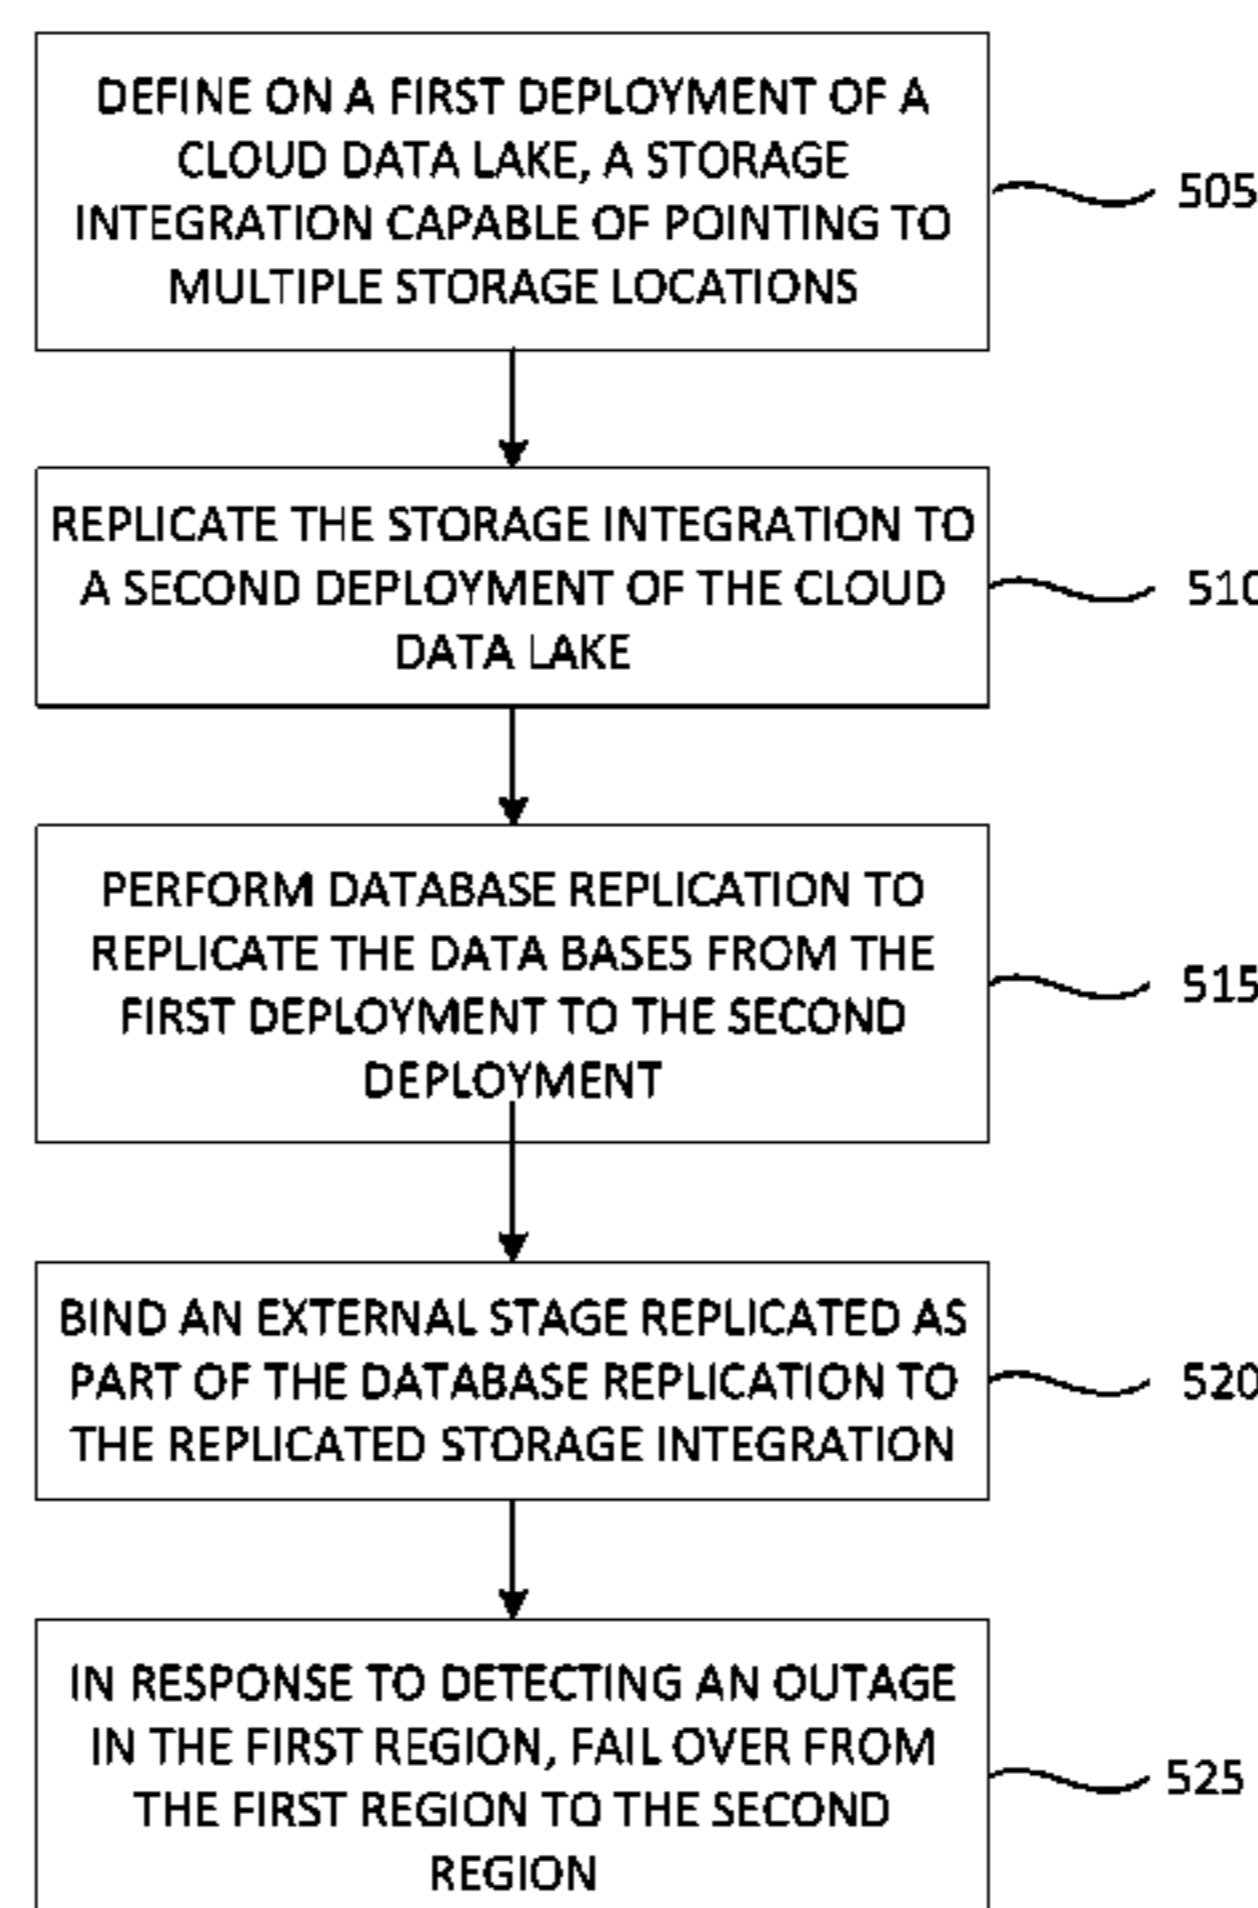 DEFINE ON A FIRST DEPLOYMENT OF A
CLOUD DATA LAKE, A STORAGE
INTEGRATION CAPABLE OF POINTING TO
MULTIPLE STORAGE LOCATIONS
505
REPLICATE THE STORAGE INTEGRATION TO
A SECOND DEPLOYMENT OF THE CLOUD
DATA LAKE
510
PERFORM DATABASE REPLICATION TO
REPLICATE THE DATA BASES FROM THE
FIRST DEPLOYMENT TO THE SECOND
DEPLOYMENT
515
BIND AN EXTERNAL STAGE REPLICATED AS
PART OF THE DATABASE REPLICATION TO
THE REPLICATED STORAGE INTEGRATION
520
IN RESPONSE TO DETECTING AN OUTAGE
IN THE FIRST REGION, FAIL OVER FROM
THE FIRST REGION TO THE SECOND
REGION
525